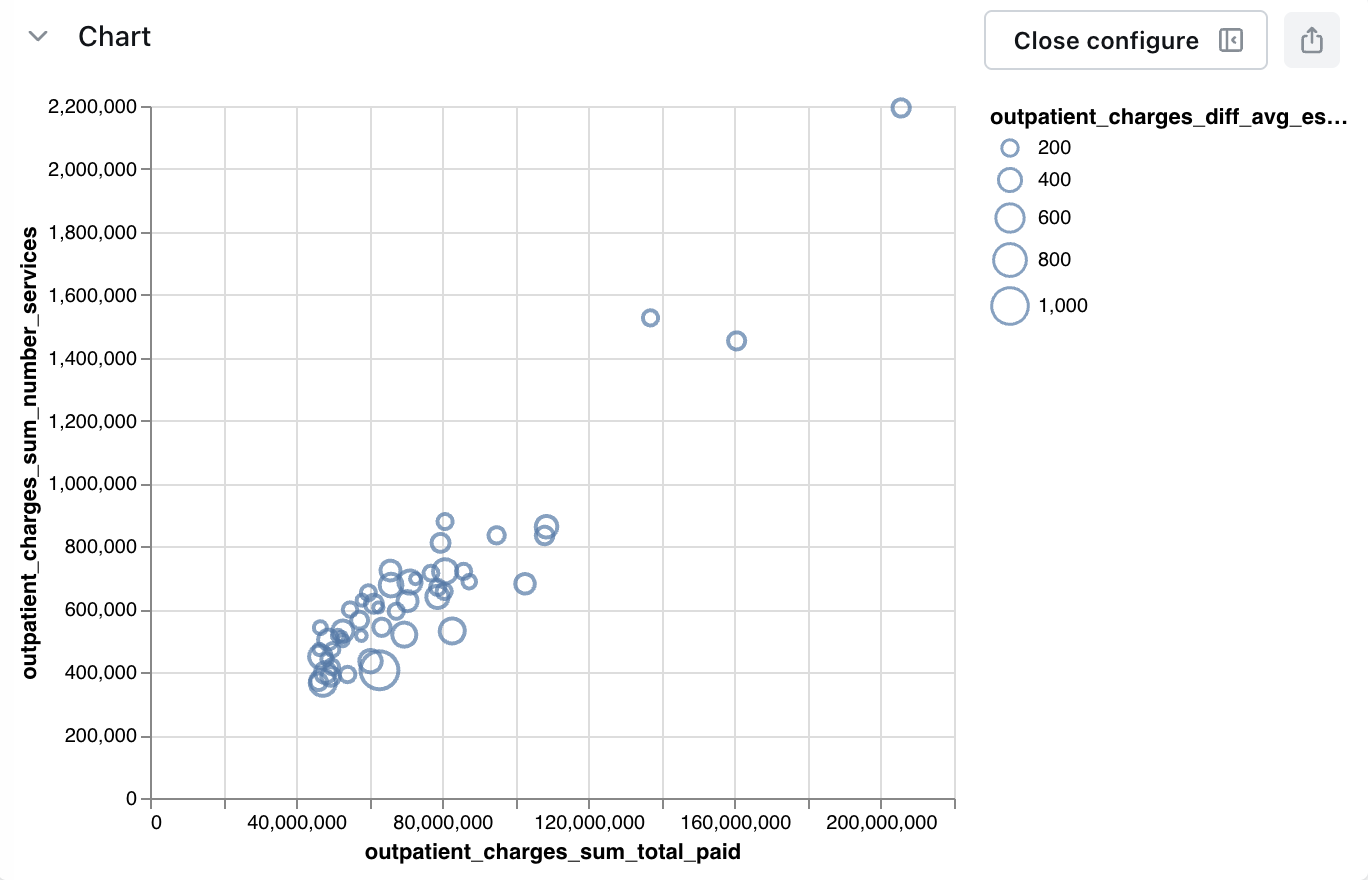 Chart
Close configure
outpatient_charges_diff_avg_es...
200
400
600
800
1,000
outpatient_charges_sum_number_services
2,200,000
2,000,000
1,800,000
1,600,000
1,400,000
1,200,000
1,000,000
800,000
600,000
400,000
200,000
0
0 40,000,000 80,000,000 120,000,000 160,000,000 200,000,000
outpatient_charges_sum_total_paid